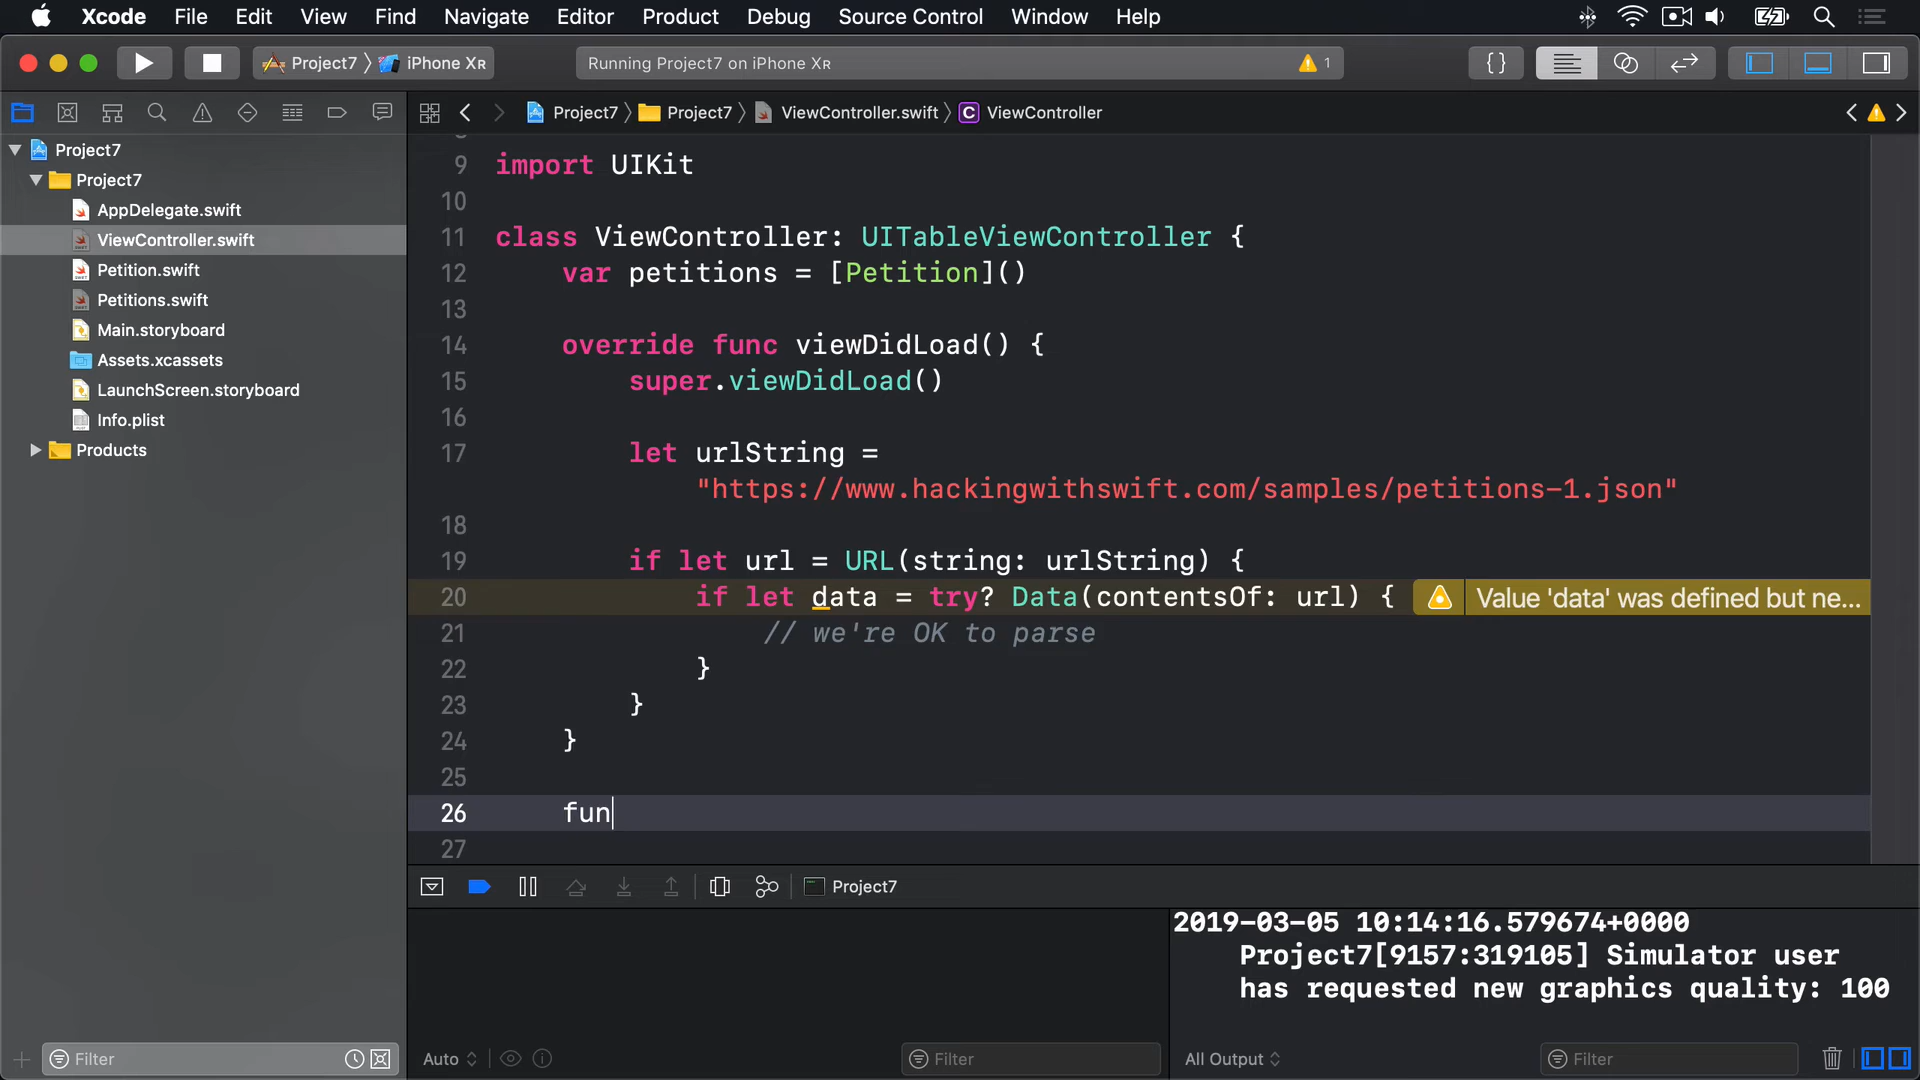 Xcode File Edit View Find Navigate Editor Product Debug Source Control Window Help
Project7 iPhone XR
Running Project7 on iPhone XR
1
Project7 Project7 ViewController.swift C ViewController
Project7
Project7
AppDelegate.swift
ViewController.swift
Petition.swift
Petitions.swift
Main.storyboard
Assets.xcassets
LaunchScreen.storyboard
Info.plist
Products
9 import UIKit
10
11 class ViewController: UITableViewController {
12 var petitions = [Petition]()
13
14 override func viewDidLoad() {
15 super.viewDidLoad()
16
17 let urlString =
"https://www.hackingwithswift.com/samples/petitions-1.json"
18
19 if let url = URL(string: urlString) {
20 if let data = try? Data(contentsOf: url) { Value 'data' was defined but ne...
21 // we're OK to parse
22 }
23 }
24 }
25
26 fun
27
Project7
2019-03-05 10:14:16.579674+0000
Project7[9157:319105] Simulator user
has requested new graphics quality: 100
Filter
Auto
Filter
All Output
Filter